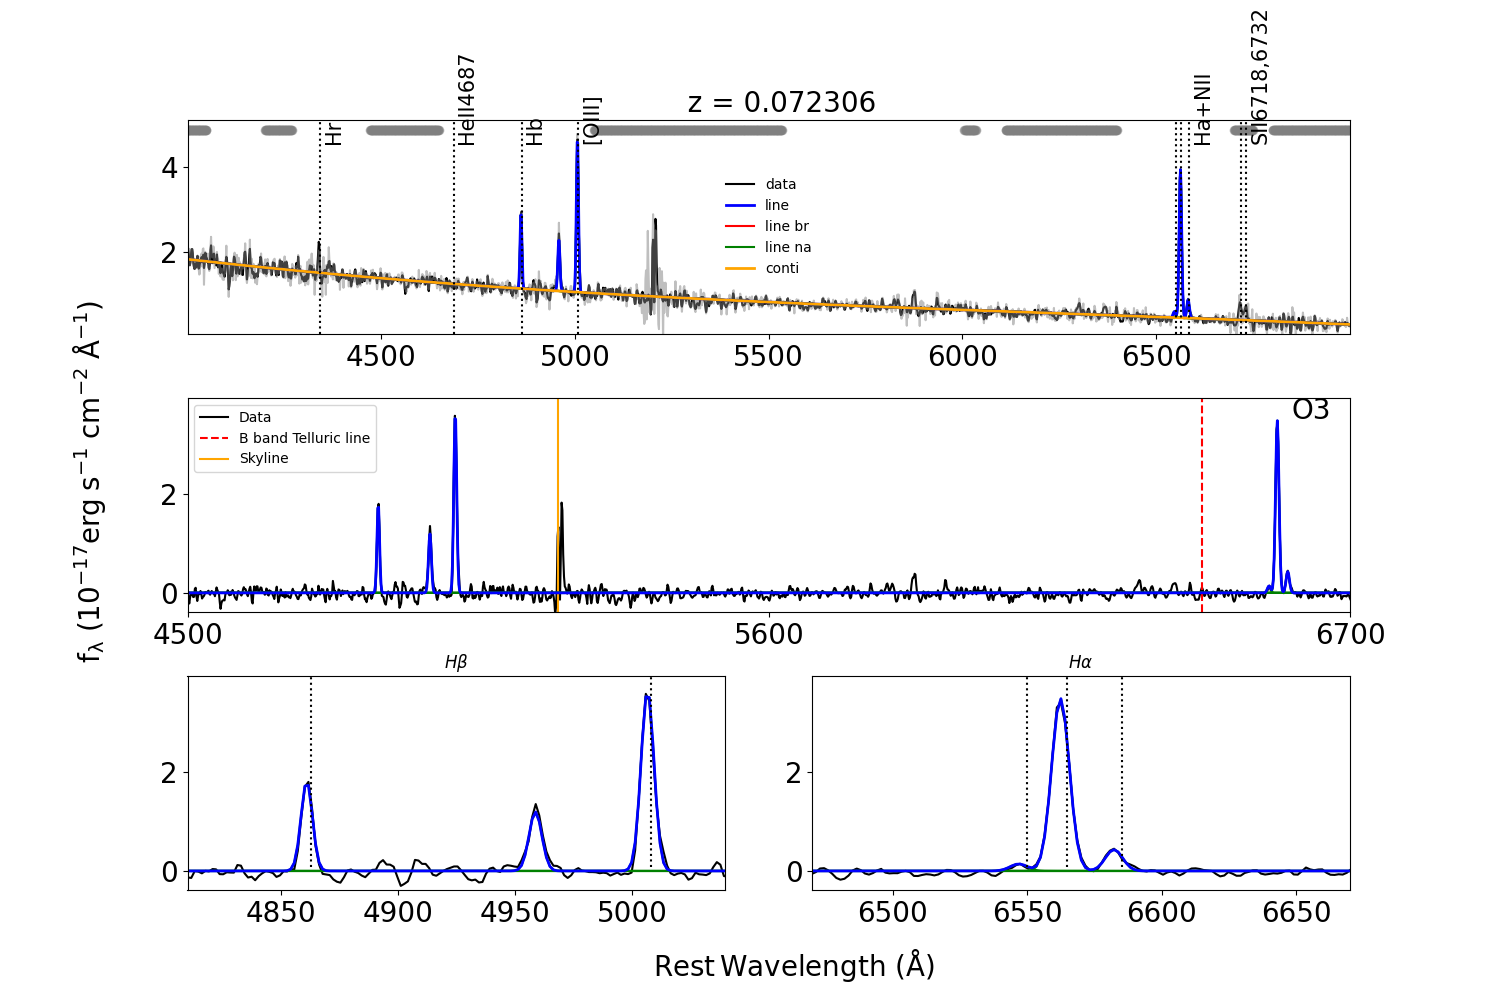 z = 0.072306
Hr
HeII4687
Hb
[OIII]
Ha+NII
SII6718,6732
4
2
data
line
line br
line na
conti
4500
5000
5500
6000
6500
fλ (10⁻¹⁷erg s⁻¹ cm⁻² Å⁻¹)
Data
B band Telluric line
Skyline
O3
2
0
4500
5600
6700
Hβ
2
0
4850
4900
4950
5000
Hα
2
0
6500
6550
6600
6650
Rest Wavelength (Å)